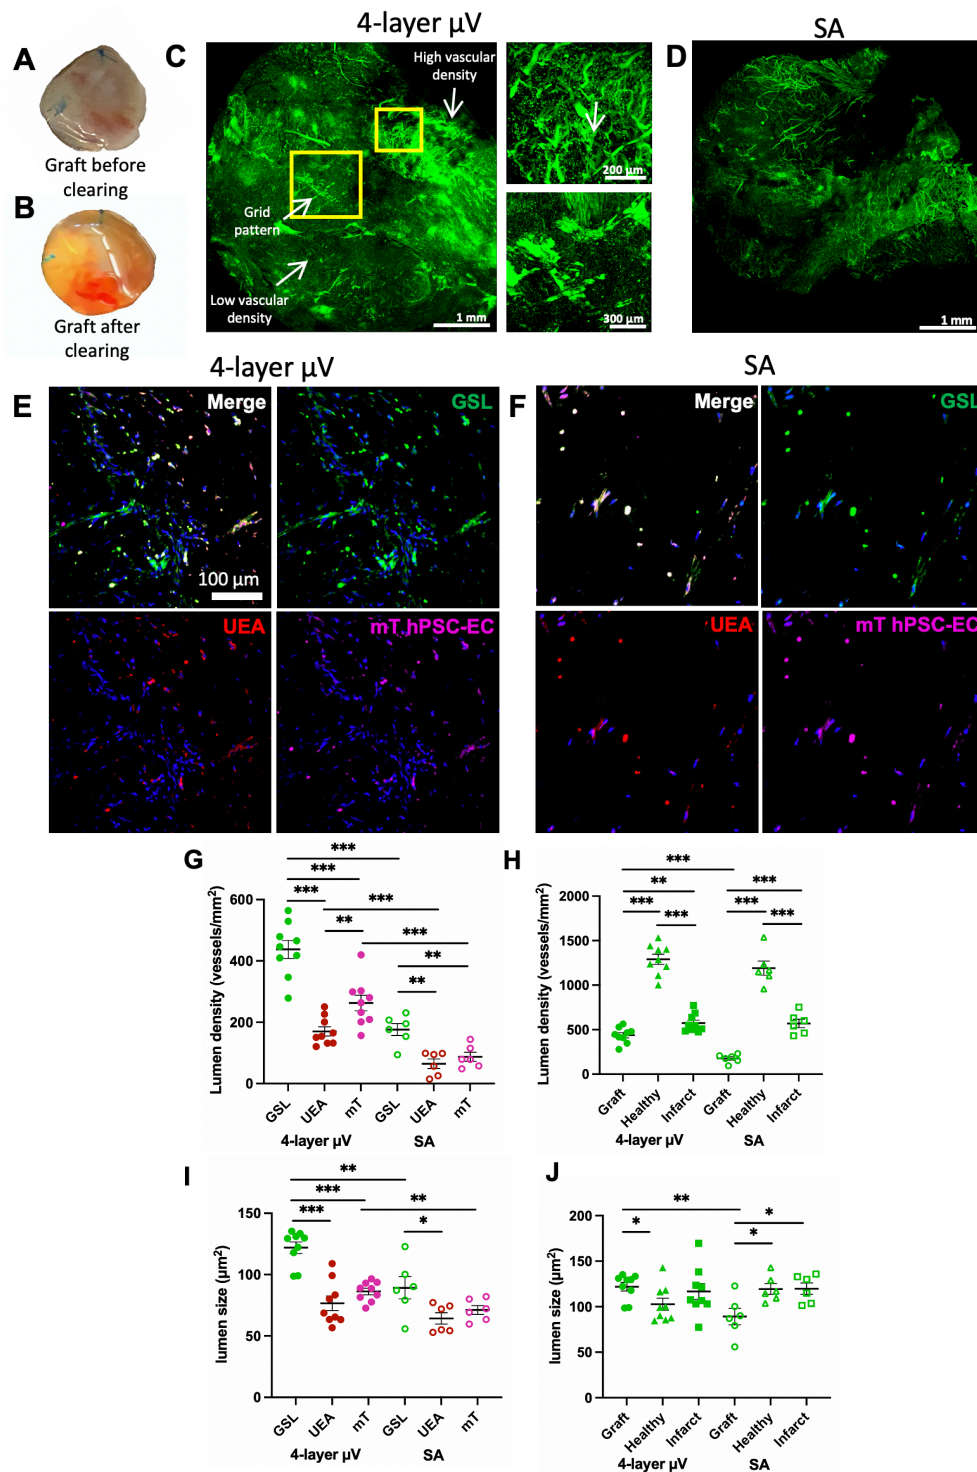 4-layer µV
SA
A
Graft before
clearing
B
Graft after
clearing
C
High vascular
density
Grid
pattern
Low vascular
density
1 mm
200 µm
300 µm
D
1 mm
4-layer µV
SA
E
Merge
GSL
100 µm
UEA
mT hPSC-EC
F
Merge
GSL
UEA
mT hPSC-EC
G
Lumen density (vessels/mm²)
600
400
200
0
***
***
***
***
**
***
**
**
GSL
UEA
mT
GSL
UEA
mT
4-layer µV
SA
H
Lumen density (vessels/mm²)
2000
1500
1000
500
0
***
**
***
***
***
***
***
Graft
Healthy
Infarct
Graft
Healthy
Infarct
4-layer µV
SA
I
lumen size (µm²)
150
100
50
0
**
***
**
***
*
GSL
UEA
mT
GSL
UEA
mT
4-layer µV
SA
J
lumen size (µm²)
200
150
100
50
0
**
*
*
*
Graft
Healthy
Infarct
Graft
Healthy
Infarct
4-layer µV
SA